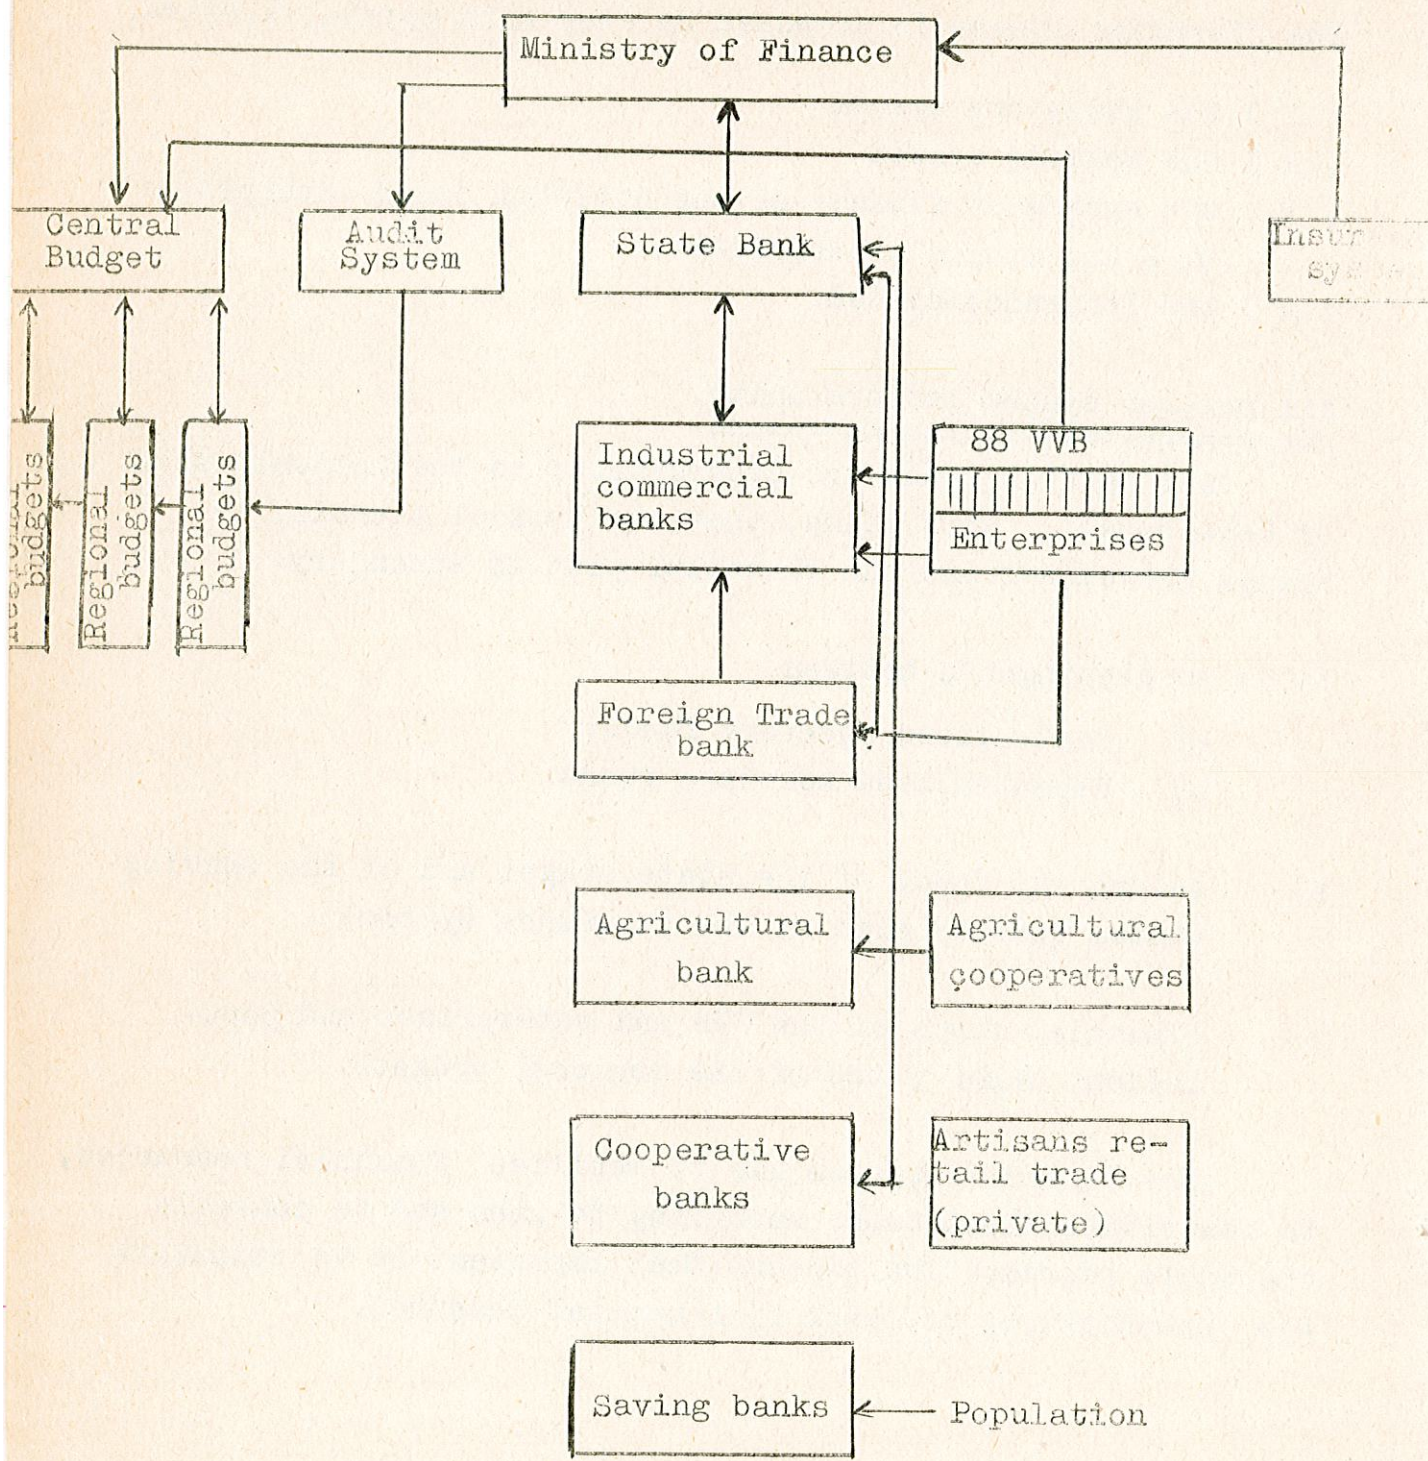 Ministry of Finance
Central
Budget
Audit
System
State Bank
Regional
budgets
Regional
budgets
budgets
Industrial
commercial
banks
88 VVB
Enterprises
Foreign Trade
bank
Agricultural
bank
Agricultural
cooperatives
Cooperative
banks
Artisans re-
tail trade
(private)
Saving banks
Population